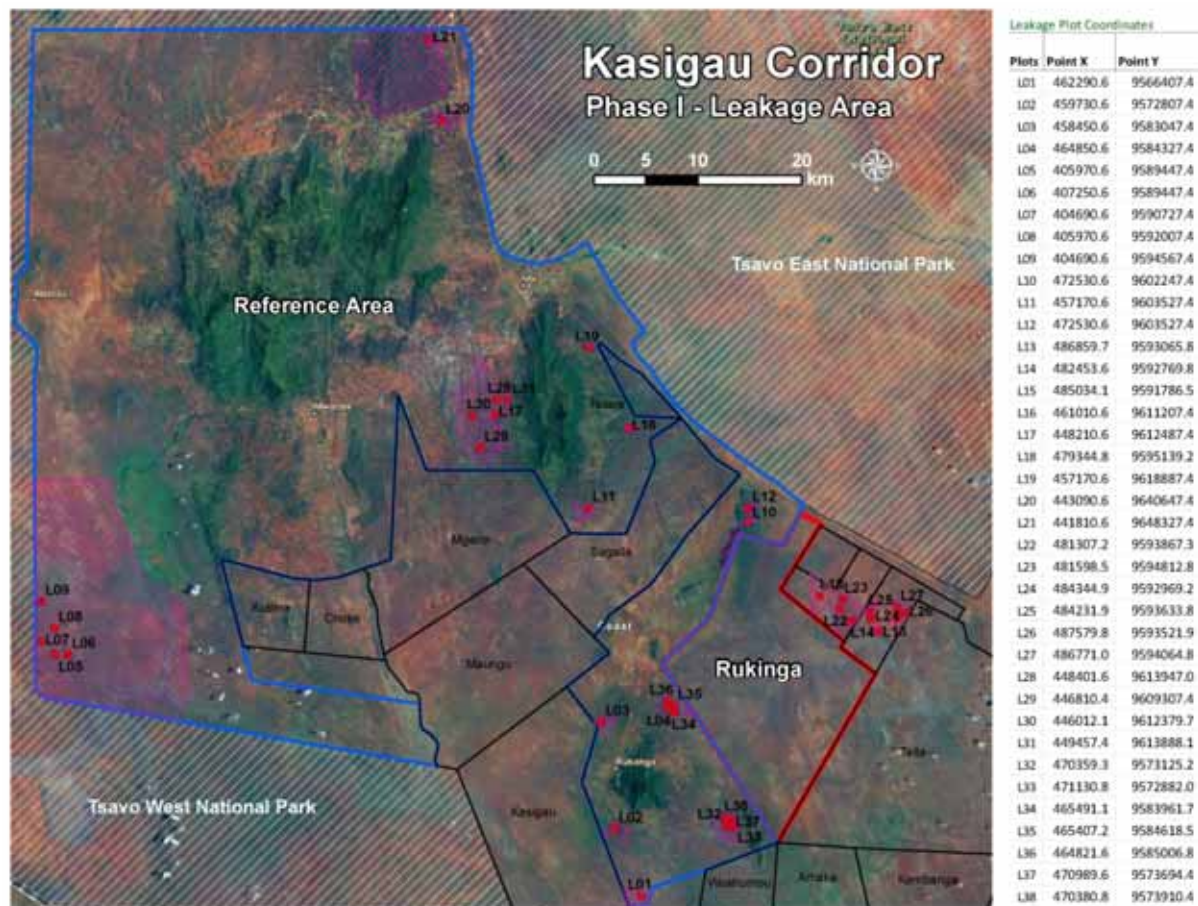 Kasigau Corridor
Phase I - Leakage Area
0 5 10 20
km
L21
L20
Tsavo East National Park
Reference Area
L19
L17
L30
L18
L28
L11
L12
L10
Mgeno
Sagalla
L23
L22
L24
L25
L26
L27
L14
L13
L09
L08
L07
L06
L05
Maungu
Rukinga
L36
L35
L04
L34
L03
Rukanga
Taita
Tsavo West National Park
Kasigau
L02
L32
L38
L37
L33
L01
Amaka
Leakage Plot Coordinates
Plots Point X Point Y
L01 462290.6 9566407.4
L02 459730.6 9572807.4
L03 458450.6 9583047.4
L04 464850.6 9584327.4
L05 405970.6 9589447.4
L06 407250.6 9589447.4
L07 404690.6 9590727.4
L08 405970.6 9592007.4
L09 404690.6 9594567.4
L10 472530.6 9602247.4
L11 457170.6 9603527.4
L12 472530.6 9603527.4
L13 486859.7 9593065.8
L14 482453.6 9592769.8
L15 485034.1 9591786.5
L16 461010.6 9611207.4
L17 448210.6 9612487.4
L18 479344.8 9595139.2
L19 457170.6 9618887.4
L20 443090.6 9640647.4
L21 441810.6 9648327.4
L22 481307.2 9593867.3
L23 481598.5 9594812.8
L24 484344.9 9592969.2
L25 484231.9 9593633.8
L26 487579.8 9593521.9
L27 486771.0 9594064.8
L28 448401.6 9613947.0
L29 446810.4 9609307.4
L30 446012.1 9612379.7
L31 449457.4 9613888.1
L32 470359.3 9573125.2
L33 471130.8 9572882.0
L34 465491.1 9583961.7
L35 465407.2 9584618.5
L36 464821.6 9585006.8
L37 470989.6 9573694.4
L38 470380.8 9573910.4